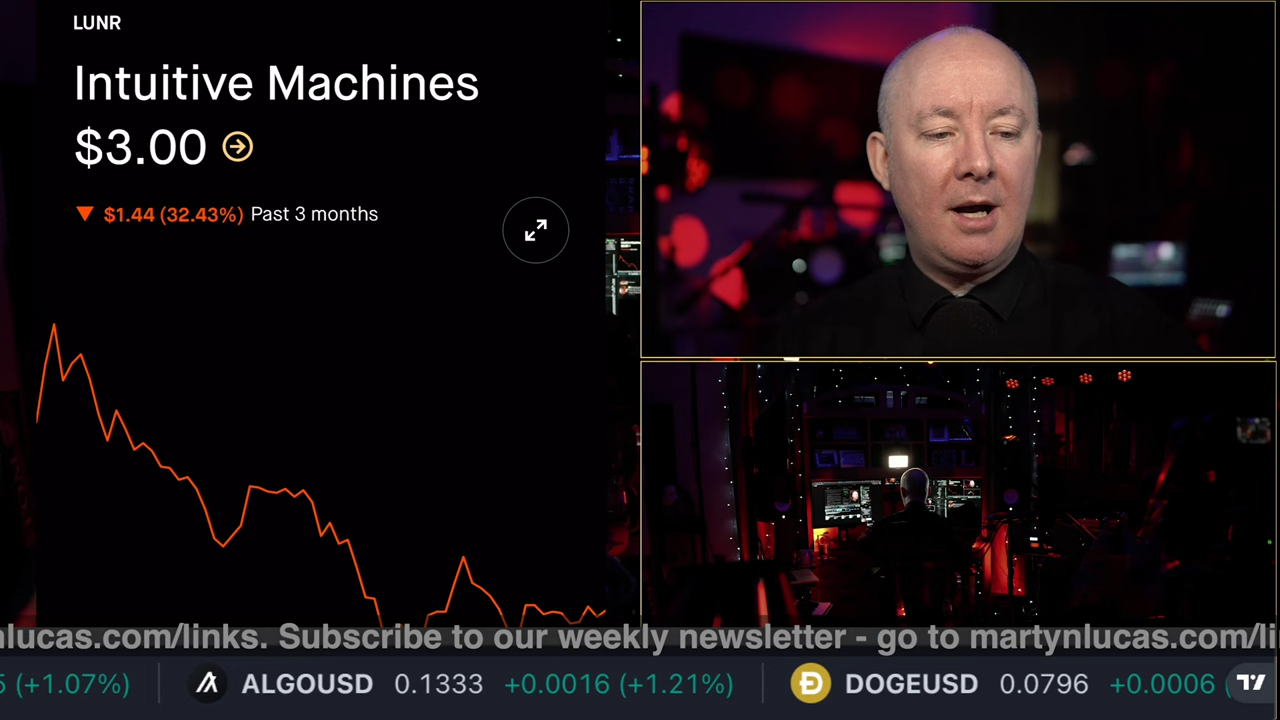 LUNR
Intuitive Machines
$3.00
$1.44 (32.43%) Past 3 months
nlucas.com/links. Subscribe to our weekly newsletter - go to martynlucas.com/li
5 (+1.07%) ALGOUSD 0.1333 +0.0016 (+1.21%) DOGEUSD 0.0796 +0.0006 (